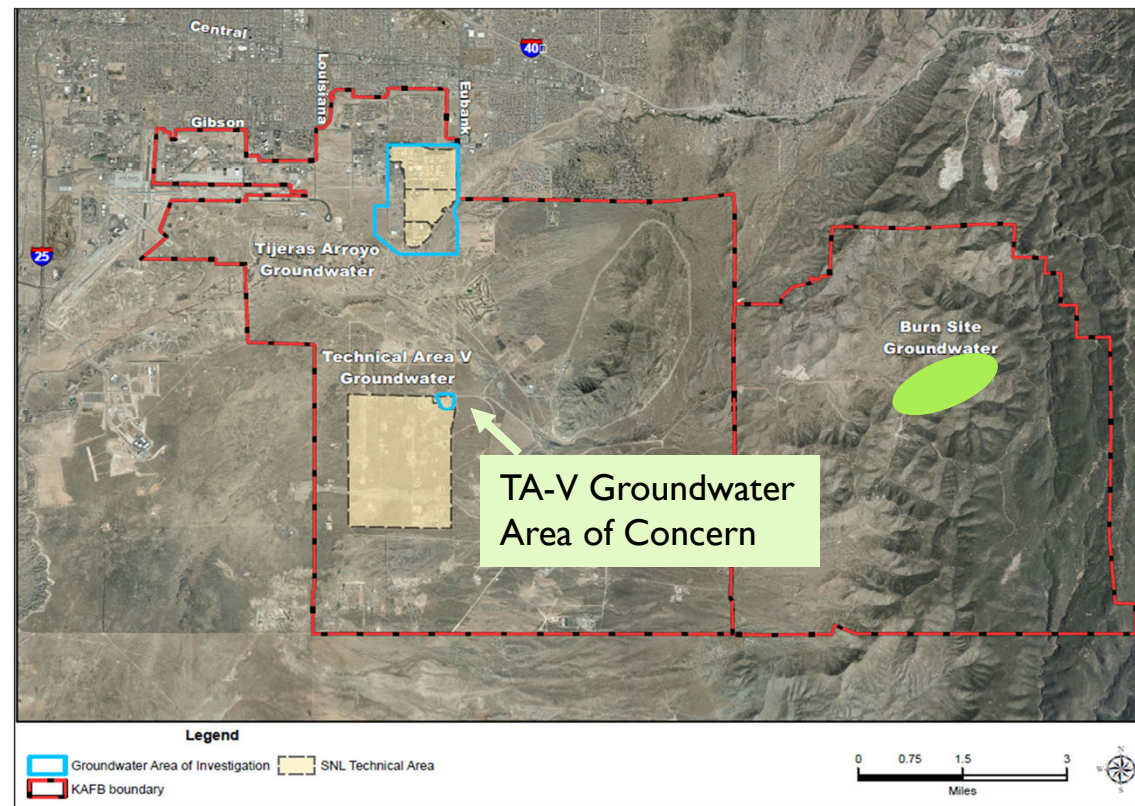 Central
40
Louisiana
Eubank
Gibson
25
Tijeras Arroyo
Groundwater
Burn Site
Groundwater
Technical Area V
Groundwater
TA-V Groundwater
Area of Concern
Legend
Groundwater Area of Investigation
SNL Technical Area
KAFB boundary
0 0.75 1.5 3
Miles
N
W
E
S